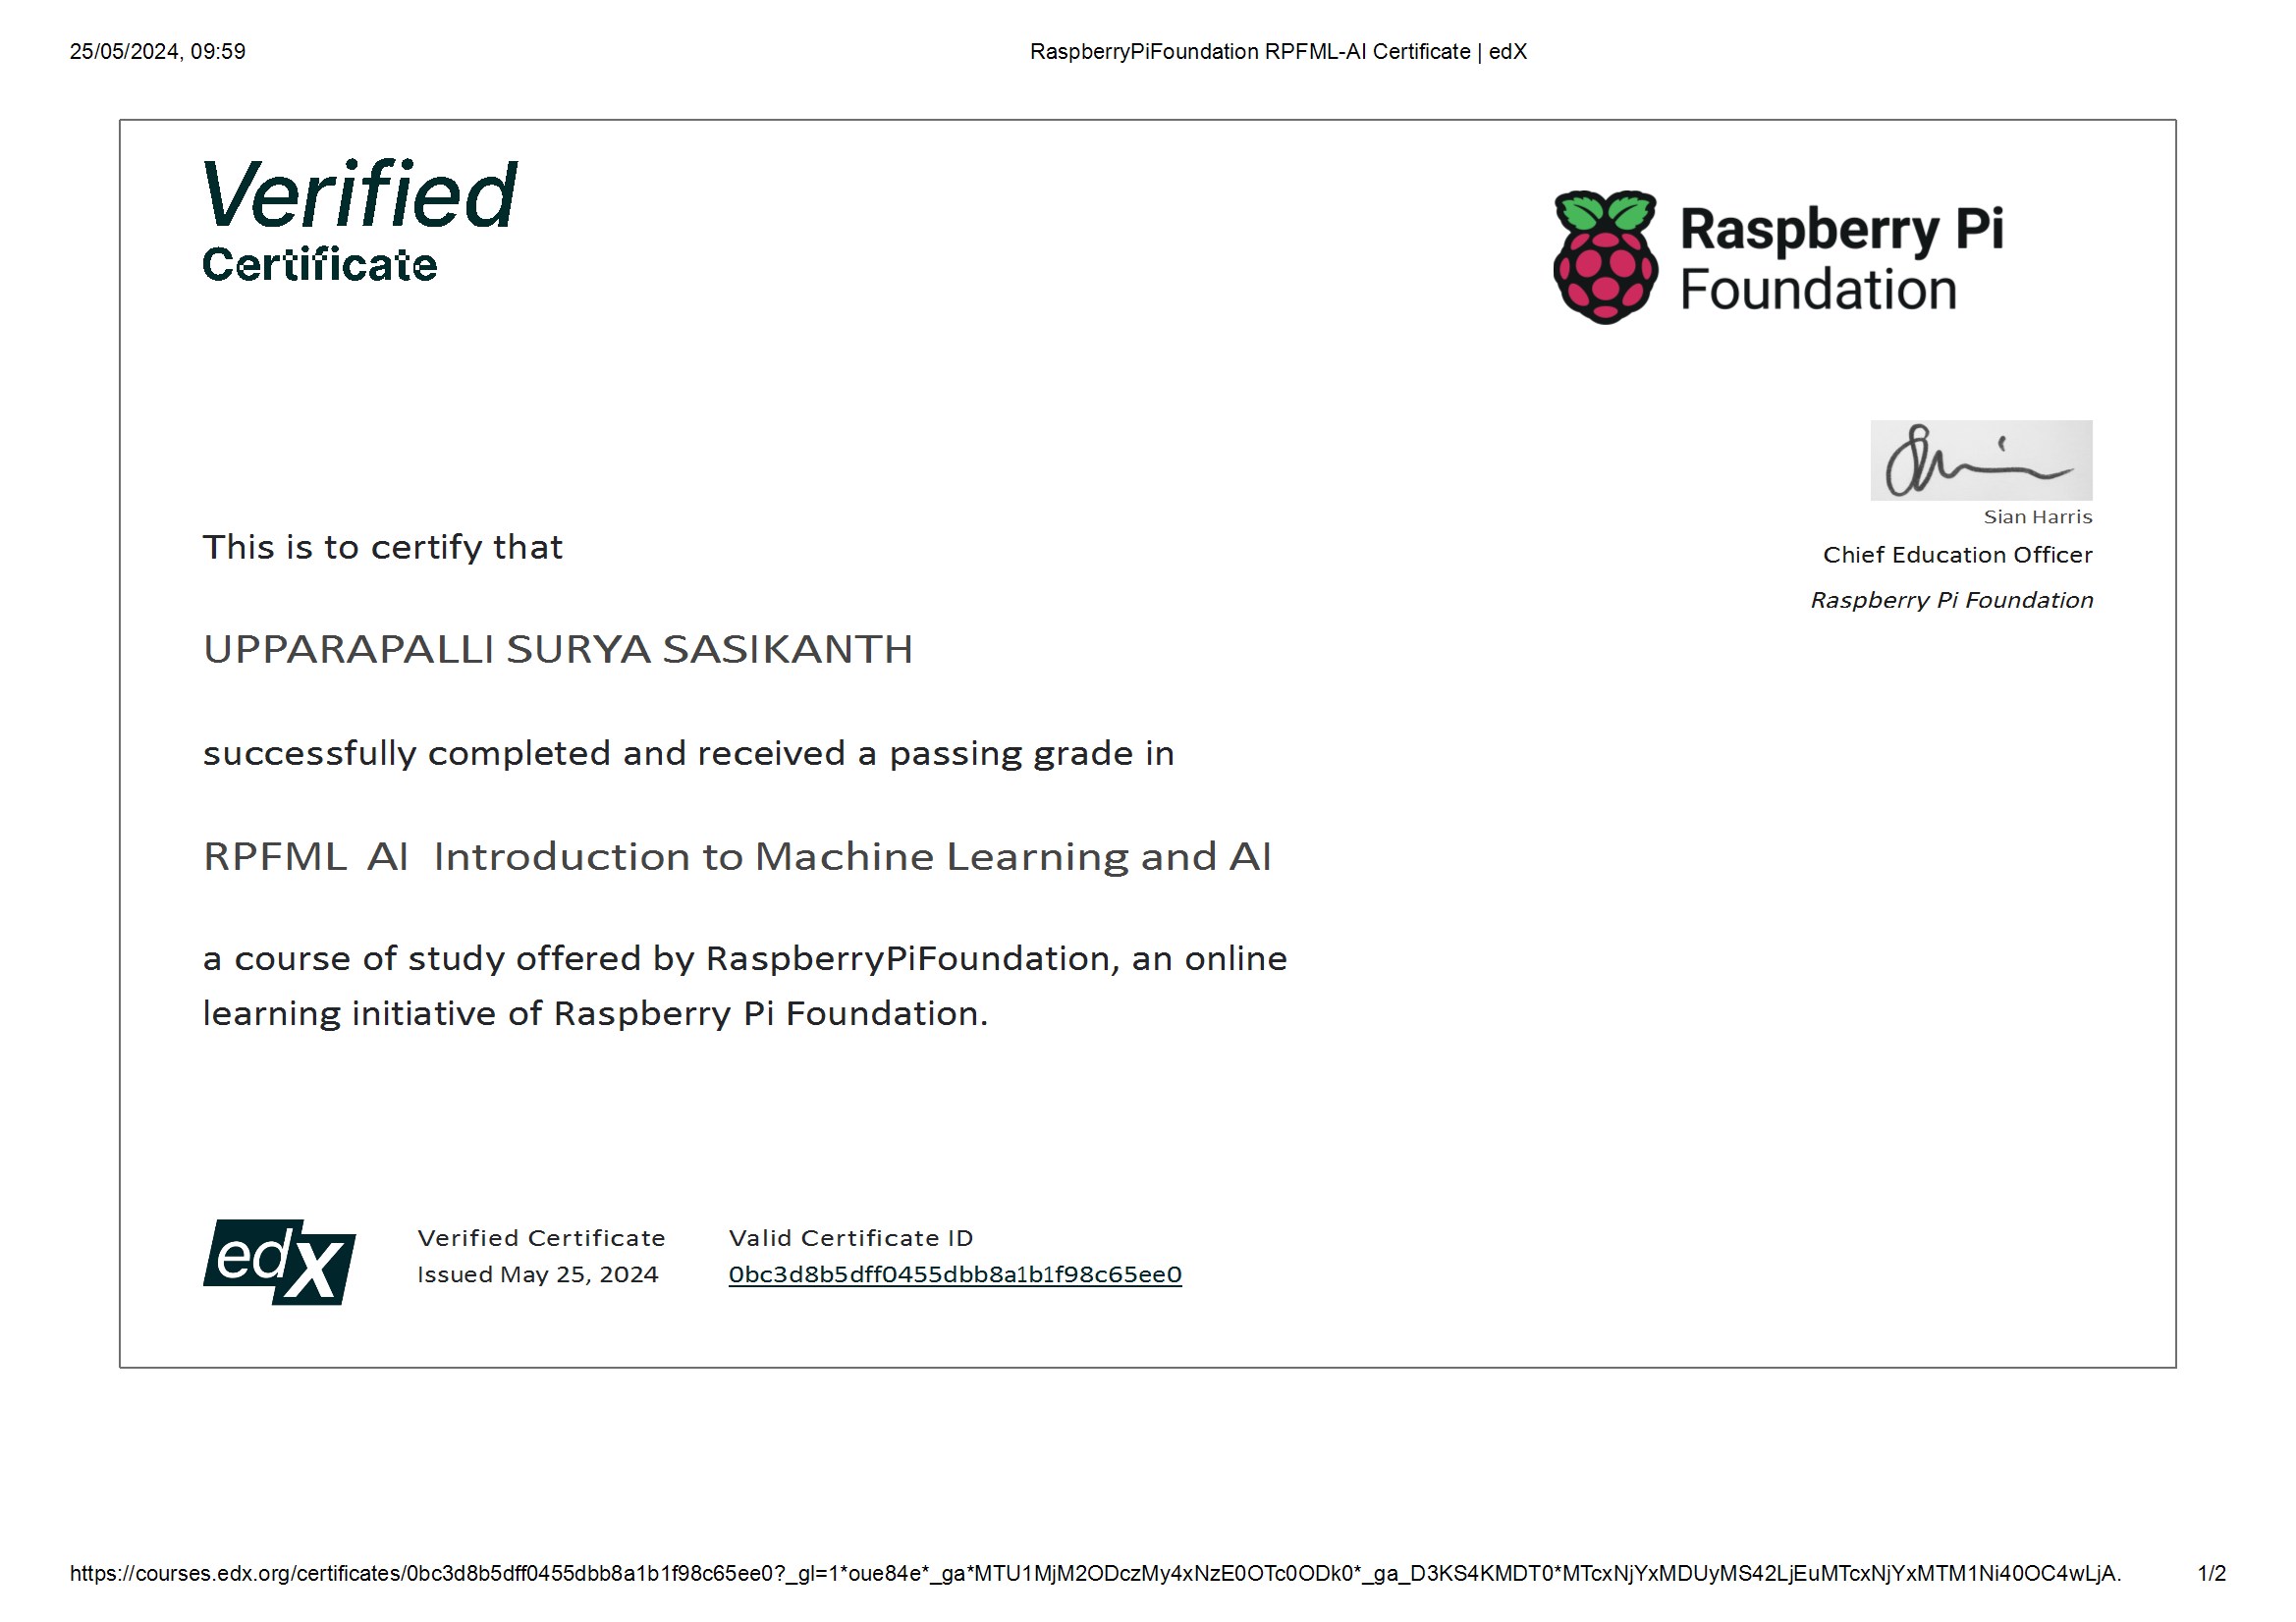 25/05/2024, 09:59
RaspberryPiFoundation RPFML-AI Certificate | edX
Verified
Certificate
Raspberry Pi
Foundation
Sian Harris
Chief Education Officer
Raspberry Pi Foundation
This is to certify that
UPPARAPALLI SURYA SASIKANTH
successfully completed and received a passing grade in
RPFML AI Introduction to Machine Learning and AI
a course of study offered by RaspberryPiFoundation, an online
learning initiative of Raspberry Pi Foundation.
edX
Verified Certificate
Issued May 25, 2024
Valid Certificate ID
0bc3d8b5dff0455dbb8a1b1f98c65ee0
https://courses.edx.org/certificates/0bc3d8b5dff0455dbb8a1b1f98c65ee0?_gl=1*oue84e*_ga*MTU1MjM2ODczMy4xNzE0OTc0ODk0*_ga_D3KS4KMDT0*MTcxNjYxMDUyMS42LjEuMTcxNjYxMTM1Ni40OC4wLjA.
1/2